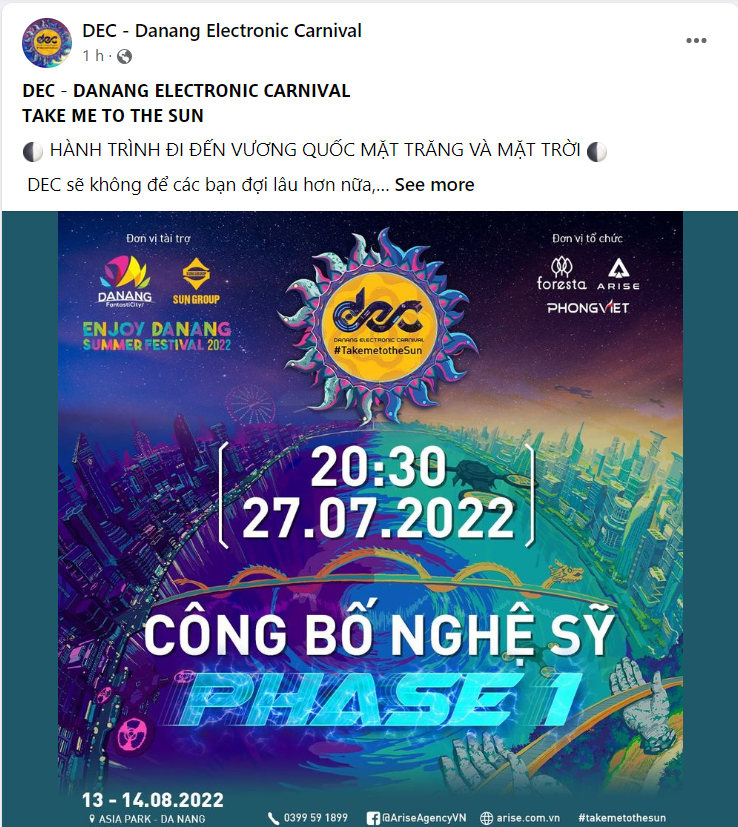 DEC - Danang Electronic Carnival
1 h ·
DEC - DANANG ELECTRONIC CARNIVAL
TAKE ME TO THE SUN
HÀNH TRÌNH ĐI ĐẾN VƯƠNG QUỐC MẶT TRĂNG VÀ MẶT TRỜI
DEC sẽ không để các bạn đợi lâu hơn nữa,... See more
Đơn vị tài trợ
DANANG
FantastiCity!
SUN GROUP
SUN GROUP
ENJOY DANANG
SUMMER FESTIVAL 2022
dec
DANANG ELECTRONIC CARNIVAL
#TakemetotheSun
Đơn vị tổ chức
foresta
ARISE
PHONGVIET
20:30
27.07.2022
CÔNG BỐ NGHỆ SỸ
PHASE 1
13 - 14.08.2022
ASIA PARK - DA NANG
0399 59 1899
@AriseAgencyVN
arise.com.vn
#takemetothesun